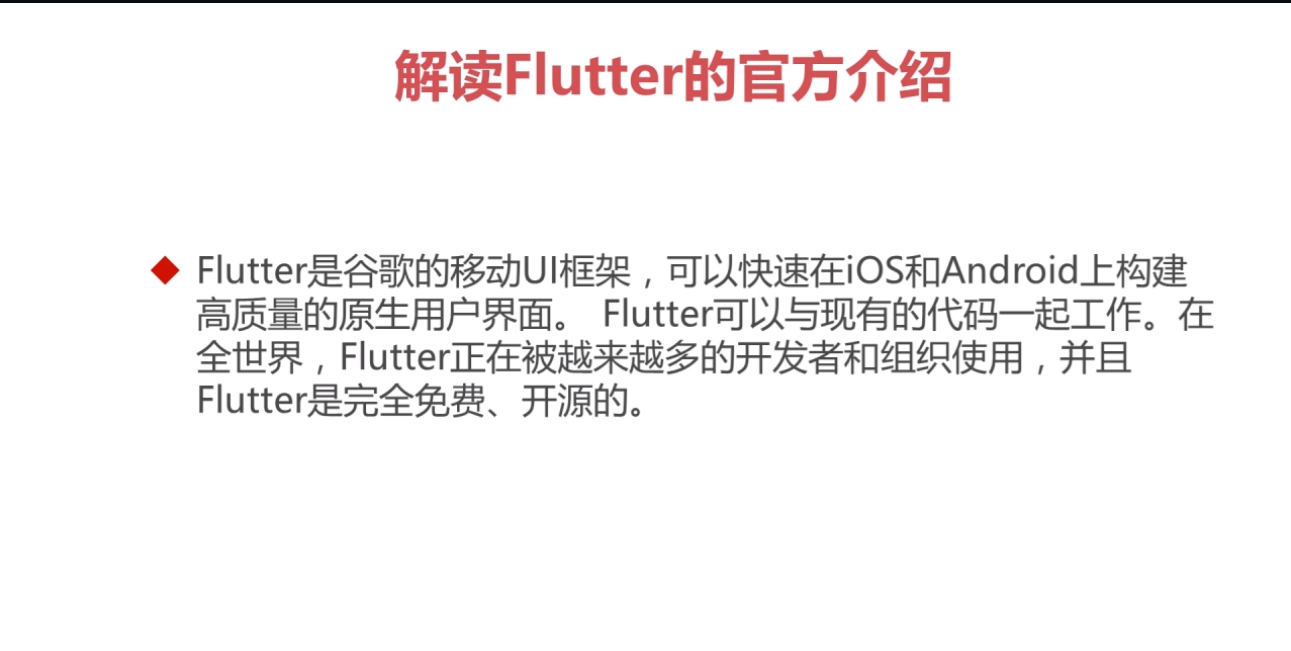 解读Flutter的官方介绍
Flutter是谷歌的移动UI框架，可以快速在iOS和Android上构建
高质量的原生用户界面。 Flutter可以与现有的代码一起工作。在
全世界，Flutter正在被越来越多的开发者和组织使用，并且
Flutter是完全免费、开源的。